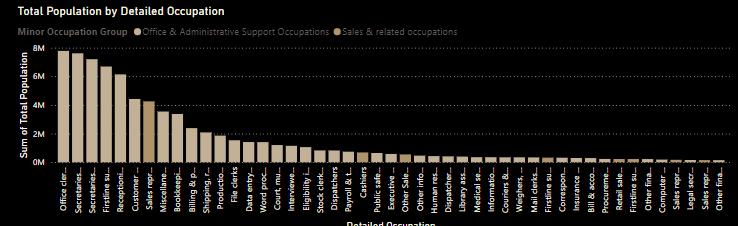 Total Population by Detailed Occupation
Minor Occupation Group Office & Administrative Support Occupations Sales & related occupations
Sum of Total Population
8M
6M
4M
2M
0M
Office cler...
Secretaries...
Secretaries...
Firstline su...
Receptioni...
Customer ...
Sales repr...
Miscellane...
Bookkeepi...
Billing & p...
Shipping, r...
Productio...
File clerks
Data entry...
Word proc...
Court, mu...
Interviewe...
Eligibility i...
Stock clerk...
Dispatchers
Payroll & t...
Cashiers
Public safe...
Executive ...
Other Sale...
Other info...
Human res...
Dispatcher...
Library ass...
Medical se...
Informatio...
Couriers &...
Weighers, ...
Mail clerks...
Firstline su...
Correspon...
Insurance ...
Bill & acco...
Procureme...
Retail sale...
Firstline su...
Other fina...
Computer ...
Sales repr...
Legal secr...
Sales repr...
Other fina...
Detailed Occupation